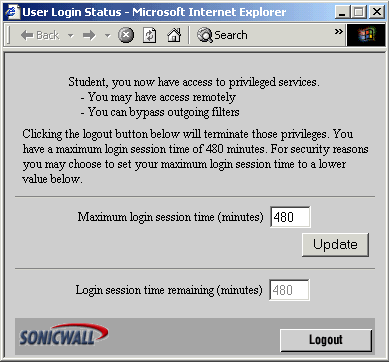 User Login Status - Microsoft Internet Explorer
Back Search »
Student, you now have access to privileged services.
- You may have access remotely
- You can bypass outgoing filters
Clicking the logout button below will terminate those privileges. You
have a maximum login session time of 480 minutes. For security reasons
you may choose to set your maximum login session time to a lower
value below.
Maximum login session time (minutes) 480
Update
Login session time remaining (minutes) 480
SONICWALL Logout